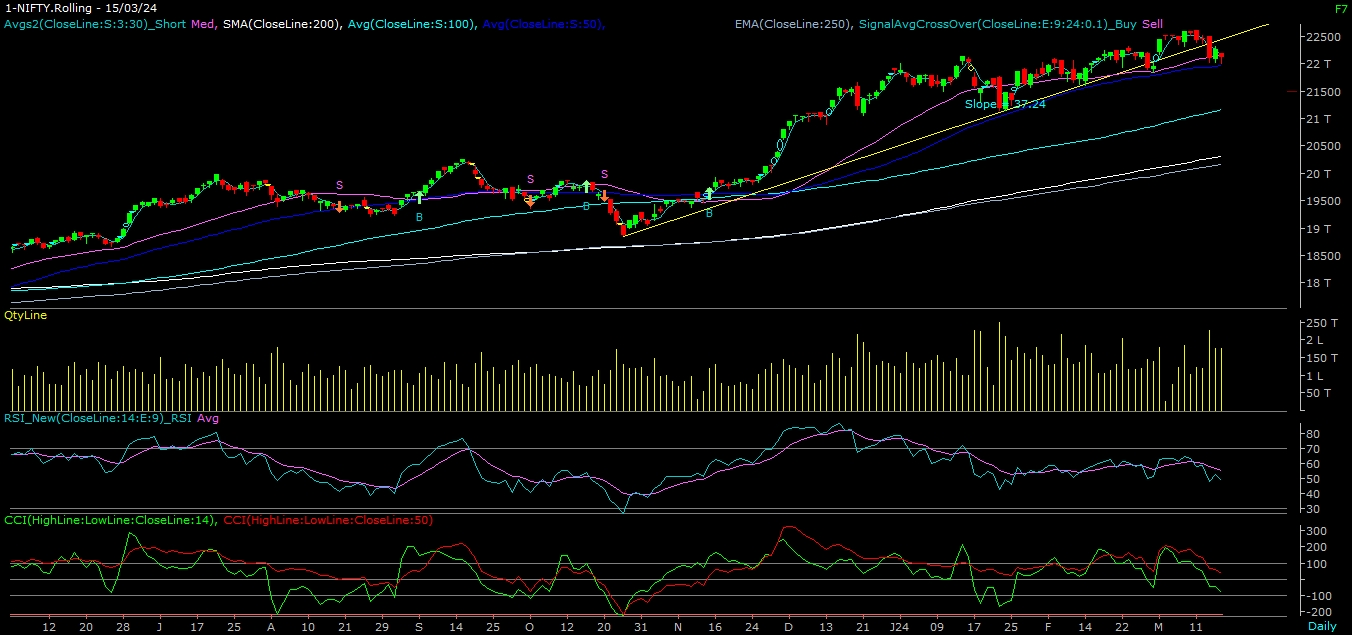 1-NIFTY.Rolling - 15/03/24
F7
Avgs2(CloseLine:S:3:30)_Short Med, SMA(CloseLine:200), Avg(CloseLine:S:100), Avg(CloseLine:S:50), EMA(CloseLine:250), SignalAvgCrossOver(CloseLine:E:9:24:0.1)_Buy Sell
22500
22 T
21500
21 T
20500
20 T
19500
19 T
18500
18 T
Slope = 37.24
S
S
S
B
B
B
QtyLine
250 T
2 L
150 T
1 L
50 T
RSI_New(CloseLine:14:E:9)_RSI Avg
80
70
60
50
40
30
CCI(HighLine:LowLine:CloseLine:14), CCI(HighLine:LowLine:CloseLine:50)
300
200
100
-100
-200
12 20 28 J 17 25 A 10 21 29 S 14 25 O 12 20 31 N 16 24 D 13 21 J24 09 17 25 F 14 22 M 11
Daily